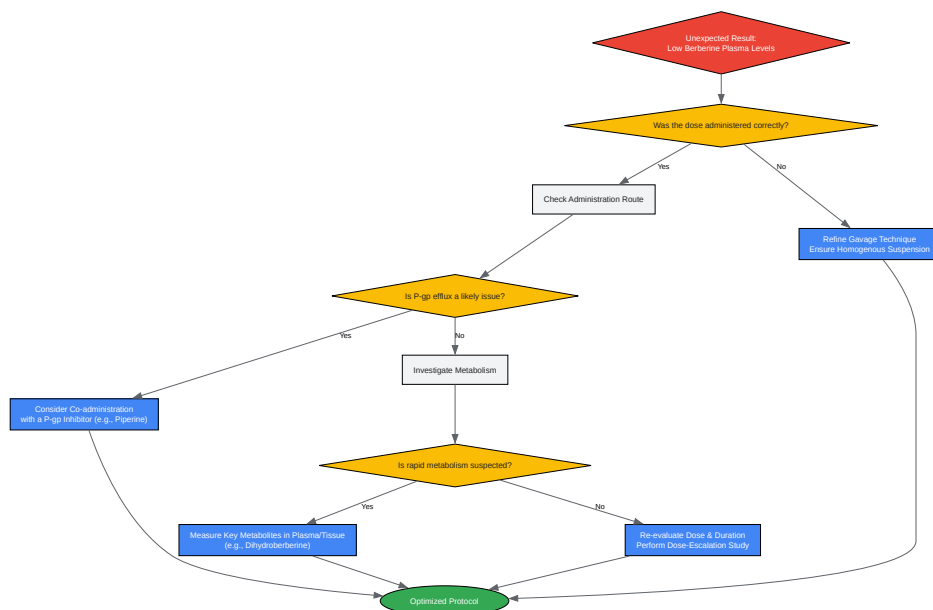 Unexpected Result:
Low Berberine Plasma Levels
Was the dose administered correctly?
Yes
No
Check Administration Route
Refine Gavage Technique
Ensure Homogenous Suspension
Is P-gp efflux a likely issue?
Yes
No
Investigate Metabolism
Consider Co-administration
with a P-gp Inhibitor (e.g., Piperine)
Is rapid metabolism suspected?
Yes
No
Measure Key Metabolites in Plasma/Tissue
(e.g., Dihydroberberine)
Re-evaluate Dose & Duration
Perform Dose-Escalation Study
Optimized Protocol